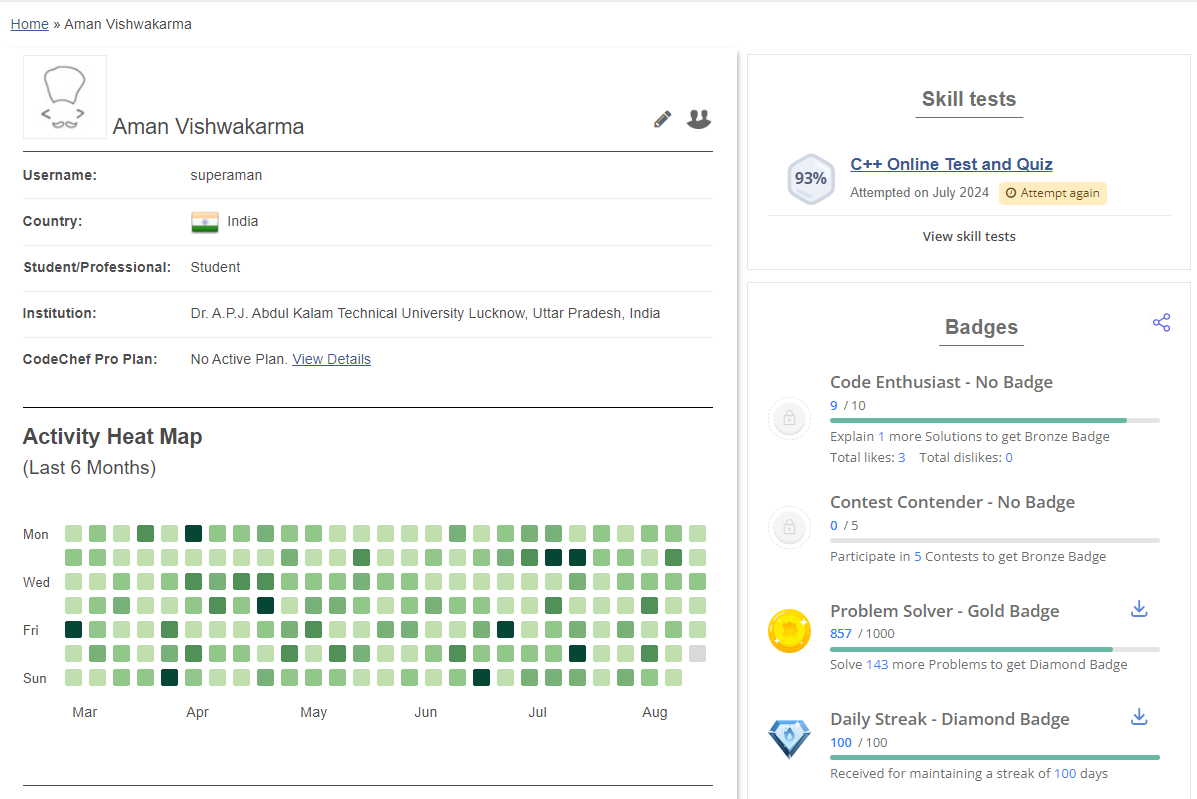 Home » Aman Vishwakarma
Aman Vishwakarma
Username: superaman
Country: India
Student/Professional: Student
Institution: Dr. A.P.J. Abdul Kalam Technical University Lucknow, Uttar Pradesh, India
CodeChef Pro Plan: No Active Plan. View Details
Activity Heat Map
(Last 6 Months)
Mon
Wed
Fri
Sun
Mar Apr May Jun Jul Aug
Skill tests
93%
C++ Online Test and Quiz
Attempted on July 2024 Attempt again
View skill tests
Badges
Code Enthusiast - No Badge
9 / 10
Explain 1 more Solutions to get Bronze Badge
Total likes: 3 Total dislikes: 0
Contest Contender - No Badge
0 / 5
Participate in 5 Contests to get Bronze Badge
Problem Solver - Gold Badge
857 / 1000
Solve 143 more Problems to get Diamond Badge
Daily Streak - Diamond Badge
100 / 100
Received for maintaining a streak of 100 days